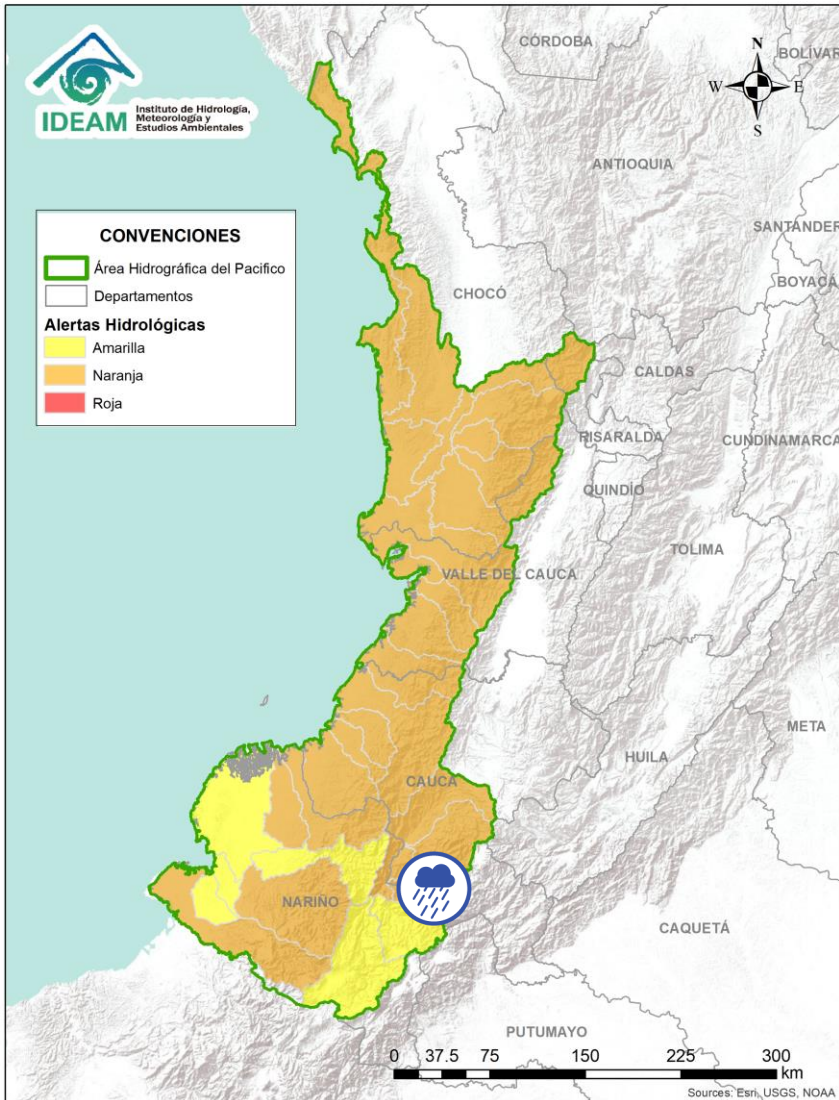 CÓRDOBA
BOLÍVAR
N
W
E
S
IDEAM
Instituto de Hidrología,
Meteorología y
Estudios Ambientales
ANTIOQUIA
SANTANDER
BOYACÁ
CONVENCIONES
Área Hidrográfica del Pacifico
Departamentos
Alertas Hidrológicas
Amarilla
Naranja
Roja
CHOCÓ
CALDAS
RISARALDA
CUNDINAMARCA
QUINDÍO
TOLIMA
VALLE DEL CAUCA
META
HUILA
CAUCA
NARIÑO
CAQUETÁ
PUTUMAYO
0 37.5 75 150 225 300
km
Sources: Esri, USGS, NOAA